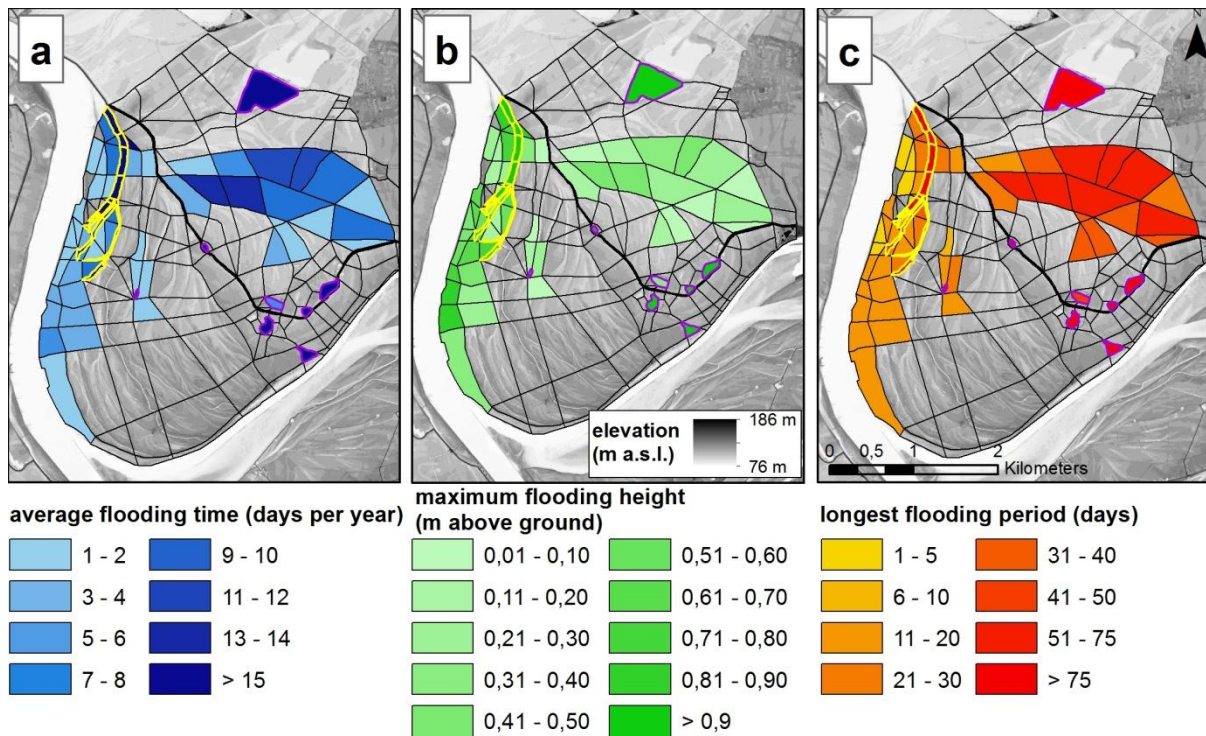 a
b
c
N
elevation
(m a.s.l.)
186 m
76 m
0 0,5 1 2
Kilometers
average flooding time (days per year)
1 - 2
3 - 4
5 - 6
7 - 8
9 - 10
11 - 12
13 - 14
> 15
maximum flooding height
(m above ground)
0,01 - 0,10
0,11 - 0,20
0,21 - 0,30
0,31 - 0,40
0,41 - 0,50
0,51 - 0,60
0,61 - 0,70
0,71 - 0,80
0,81 - 0,90
> 0,9
longest flooding period (days)
1 - 5
6 - 10
11 - 20
21 - 30
31 - 40
41 - 50
51 - 75
> 75